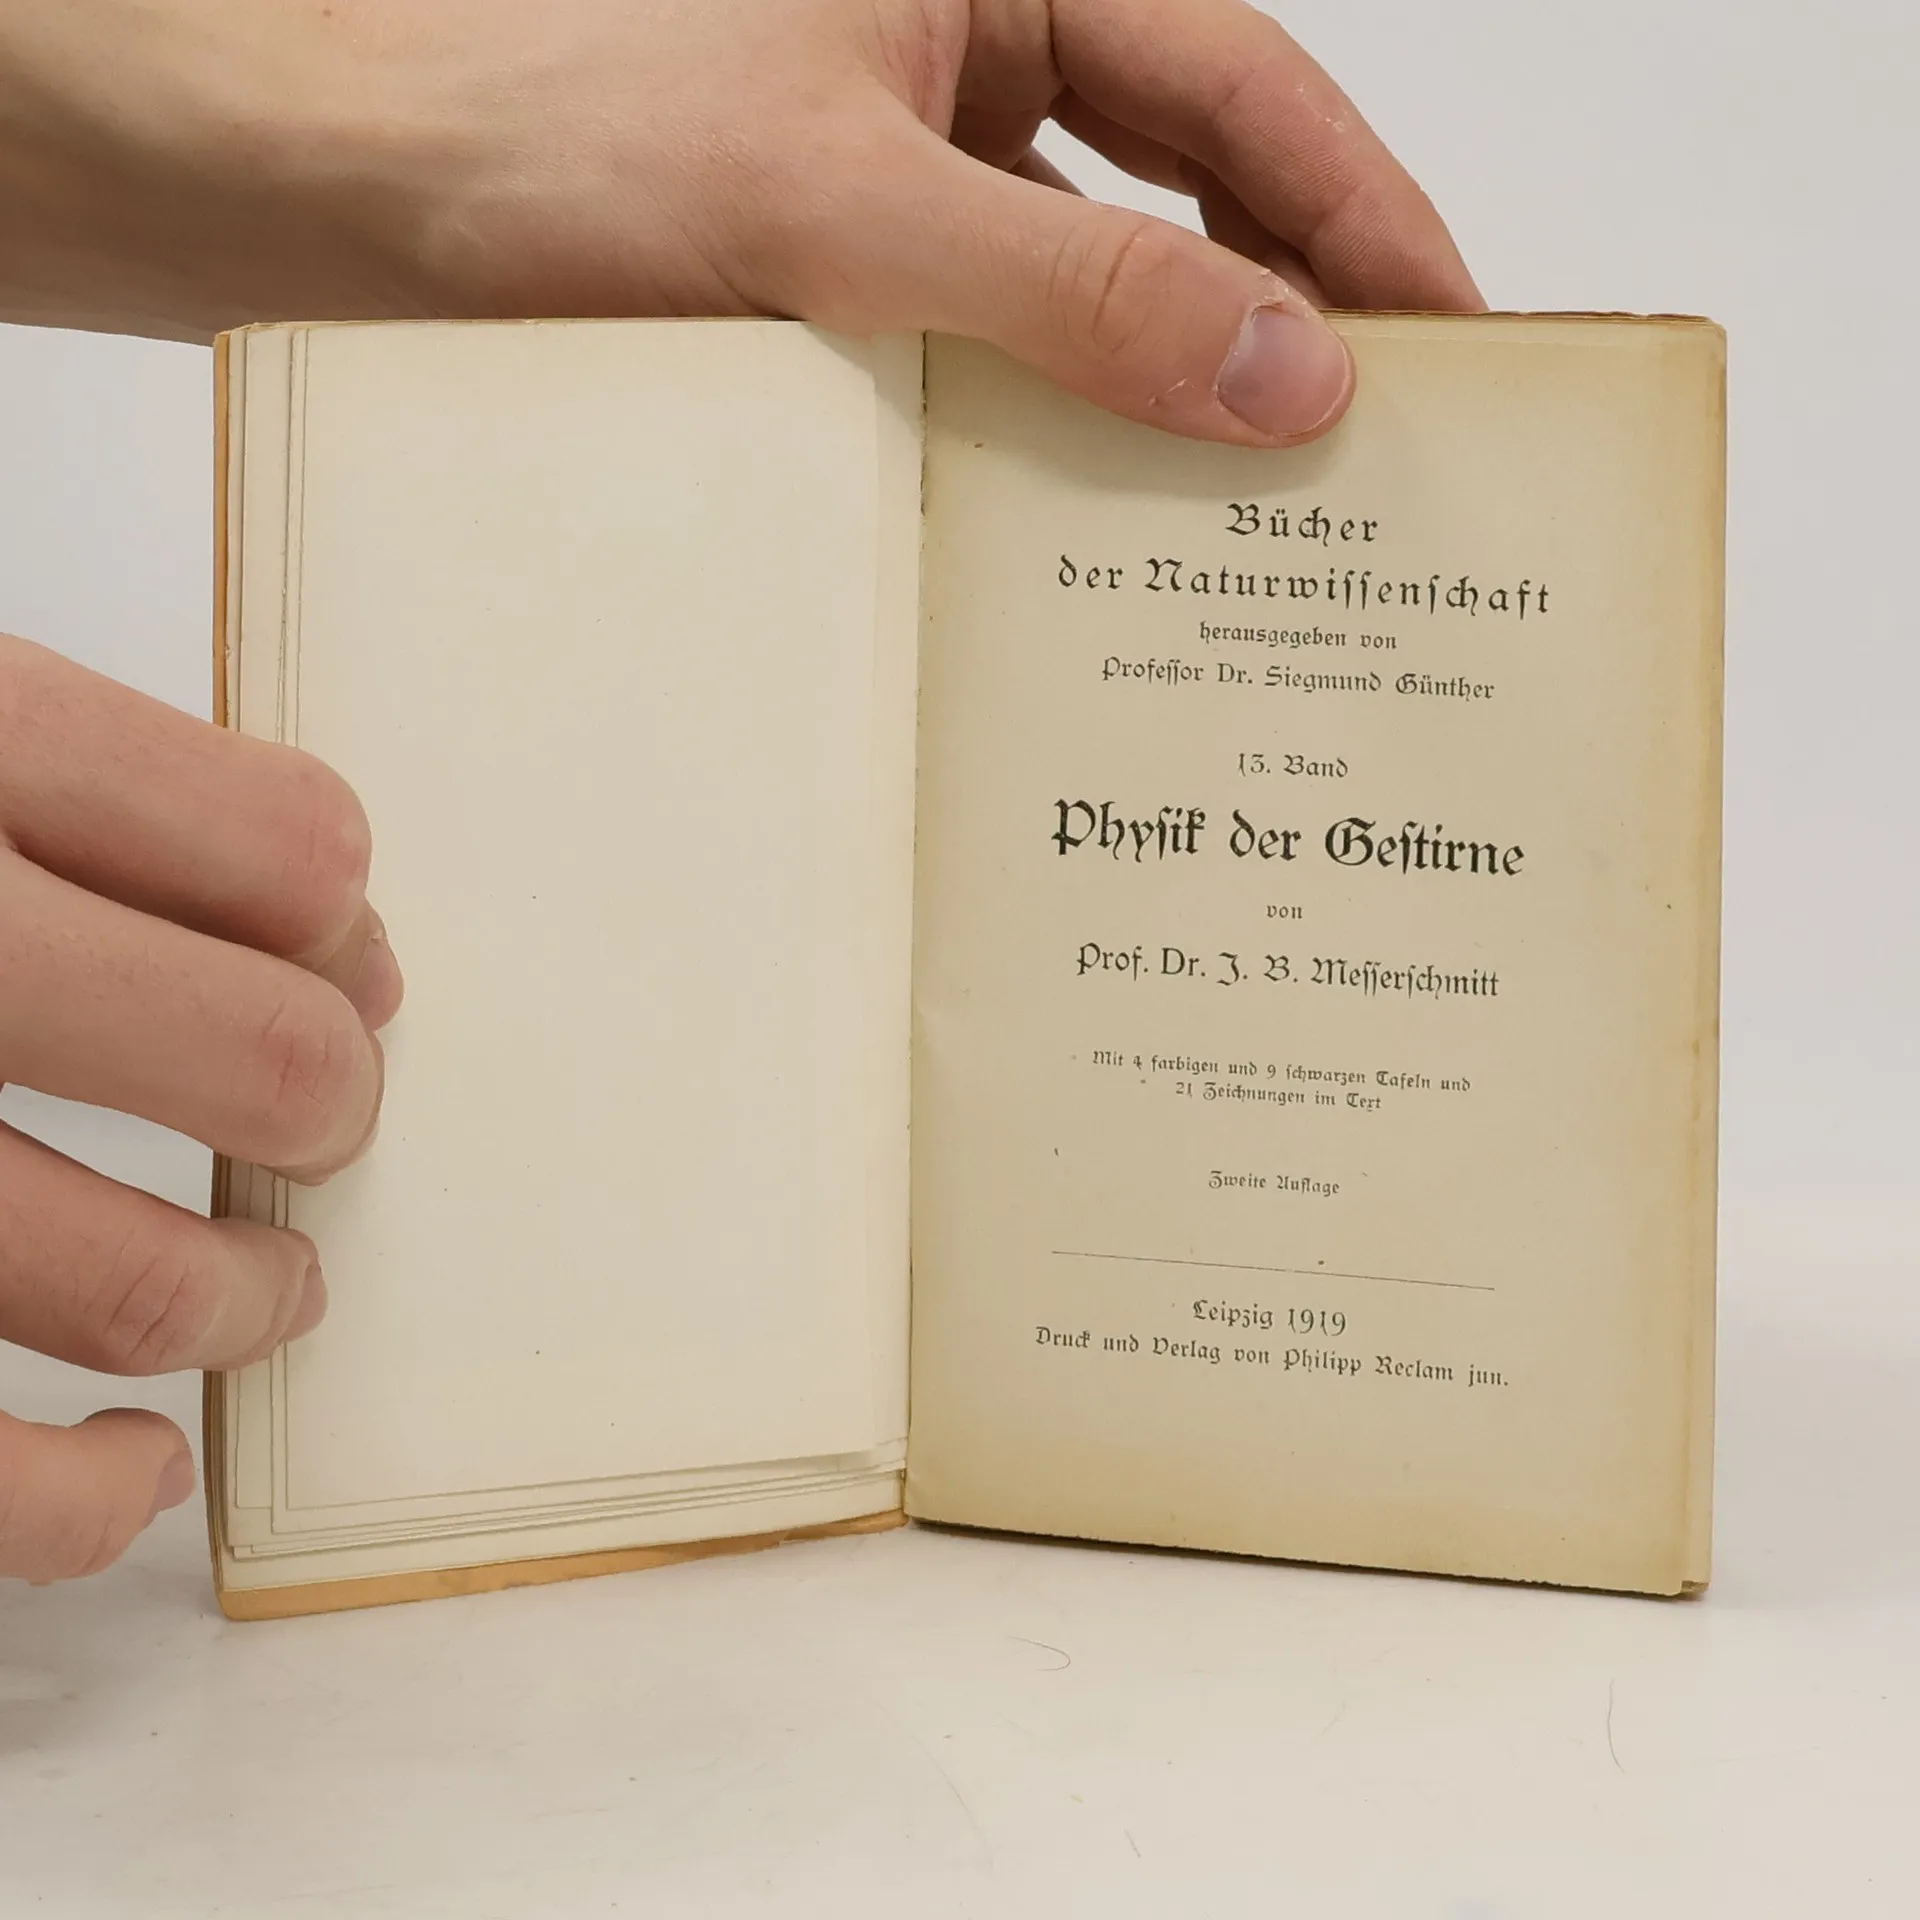 Bücher
der Naturwiſſenſchaft
herausgegeben von
Profeſſor Dr. Siegmund Günther
13. Band
Phyſik der Geſtirne
von
Prof. Dr. J. B. Meſſerſchmitt
Mit 4 farbigen und 9 ſchwarzen Tafeln und
21 Zeichnungen im Text
Zweite Auflage
Leipzig 1919
Druck und Verlag von Philipp Reclam jun.